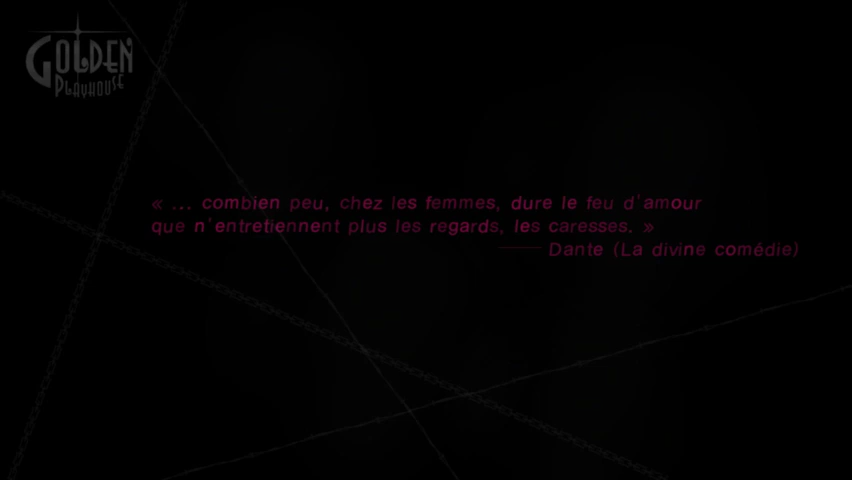 GOLDEN
PLAYHOUSE
« ... combien peu, chez les femmes, dure le feu d'amour
que n'entretiennent plus les regards, les caresses. »
—— Dante (La divine comédie)